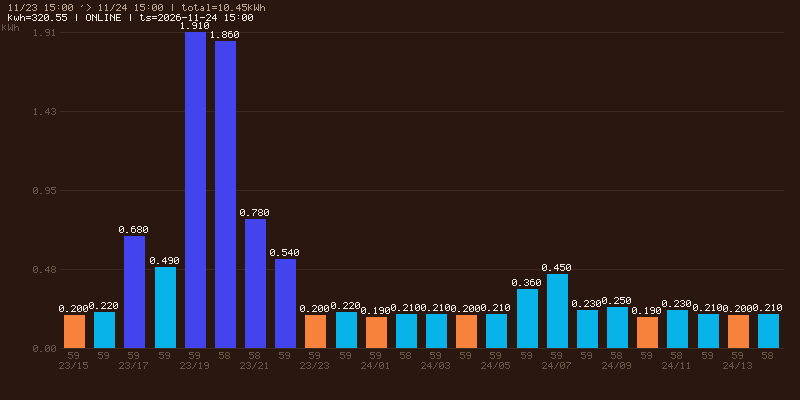 11/23 15:00 -> 11/24 15:00 | total=10.45kWh
Kwh=320.55 | ONLINE | ts=2026-11-24 15:00
kWh
1.91
1.43
0.95
0.48
0.00
0.200 0.220 0.680 0.490 1.910 1.860 0.780 0.540 0.200 0.220 0.190 0.210 0.210 0.200 0.210 0.360 0.450 0.230 0.250 0.190 0.230 0.210 0.200 0.210
59 59 59 59 59 58 58 59 59 59 59 58 59 59 59 59 59 58 58 59 58 59 59 58
23/15 23/17 23/19 23/21 23/23 24/01 24/03 24/05 24/07 24/09 24/11 24/13